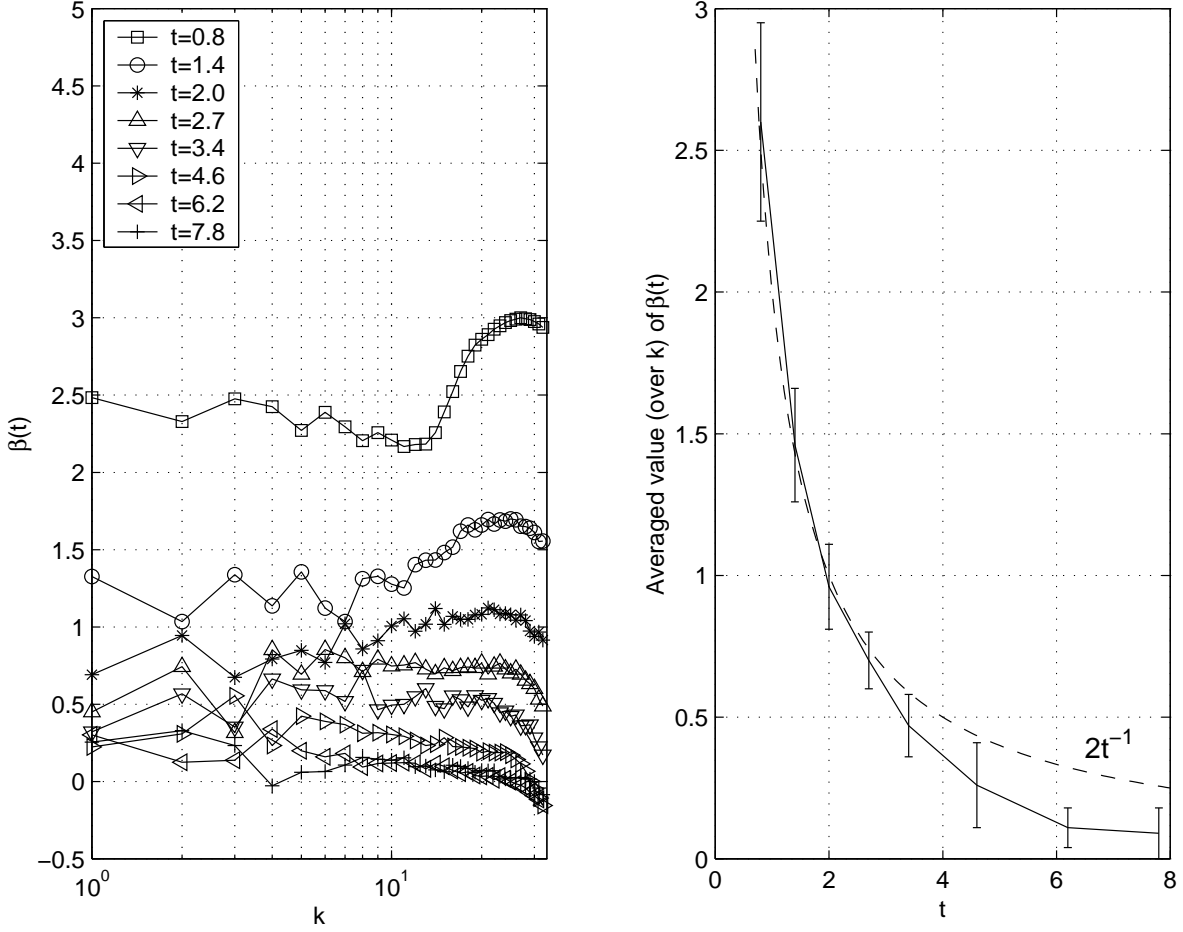 5
4.5
4
3.5
3
2.5
2
1.5
1
0.5
0
−0.5
β(t)
t=0.8
t=1.4
t=2.0
t=2.7
t=3.4
t=4.6
t=6.2
t=7.8
10^0
10^1
k
3
2.5
2
1.5
1
0.5
0
Averaged value (over k) of β(t)
2t^−1
0
2
4
6
8
t